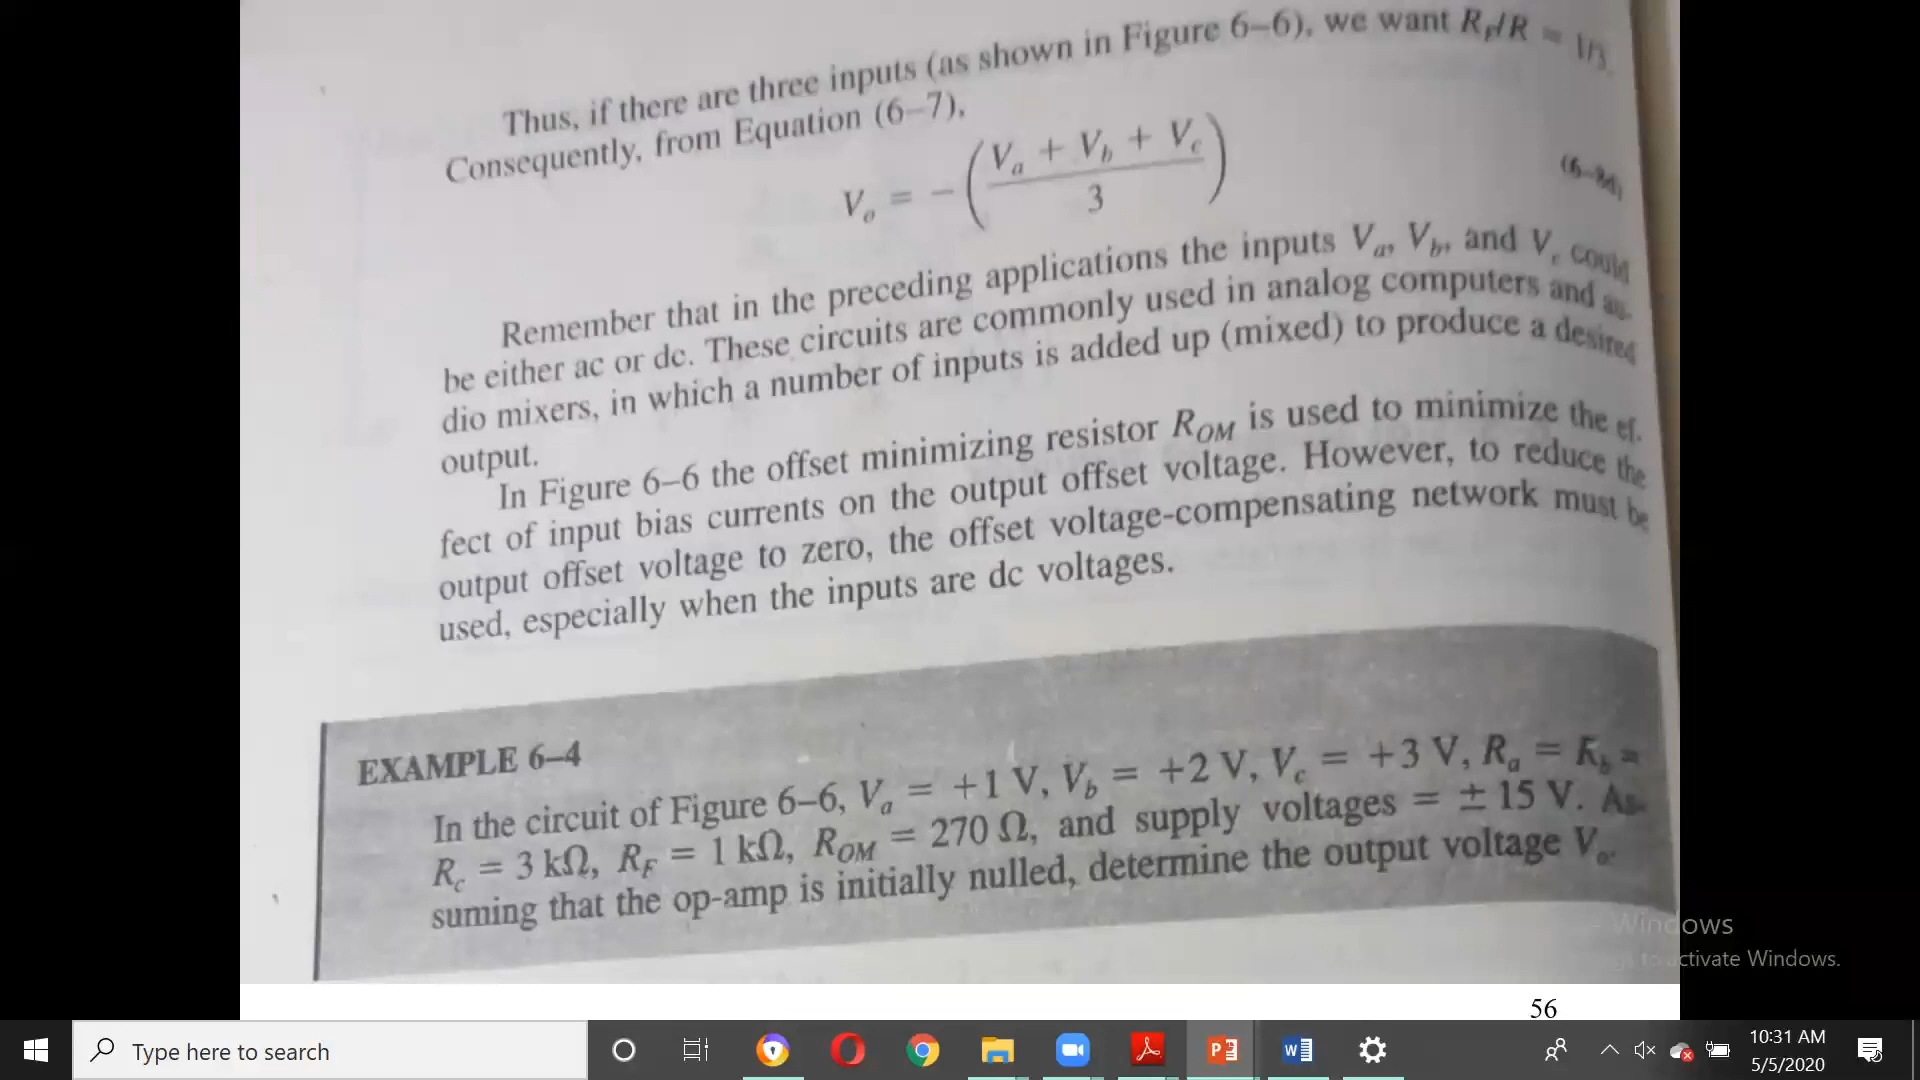 Thus, if there are three inputs (as shown in Figure 6–6), we want R_F/R = 1/3.
Consequently, from Equation (6–7),
V_o = −((V_a + V_b + V_c)/3)
(6–8d)
Remember that in the preceding applications the inputs V_a, V_b, and V_c could
be either ac or dc. These circuits are commonly used in analog computers and au-
dio mixers, in which a number of inputs is added up (mixed) to produce a desired
output.
In Figure 6–6 the offset minimizing resistor R_OM is used to minimize the ef-
fect of input bias currents on the output offset voltage. However, to reduce the
output offset voltage to zero, the offset voltage-compensating network must be
used, especially when the inputs are dc voltages.
EXAMPLE 6–4
In the circuit of Figure 6–6, V_a = +1 V, V_b = +2 V, V_c = +3 V, R_a = R_b =
R_c = 3 kΩ, R_F = 1 kΩ, R_OM = 270 Ω, and supply voltages = ±15 V. As-
suming that the op-amp is initially nulled, determine the output voltage V_o.
Windows
to activate Windows.
56
Type here to search
10:31 AM
5/5/2020